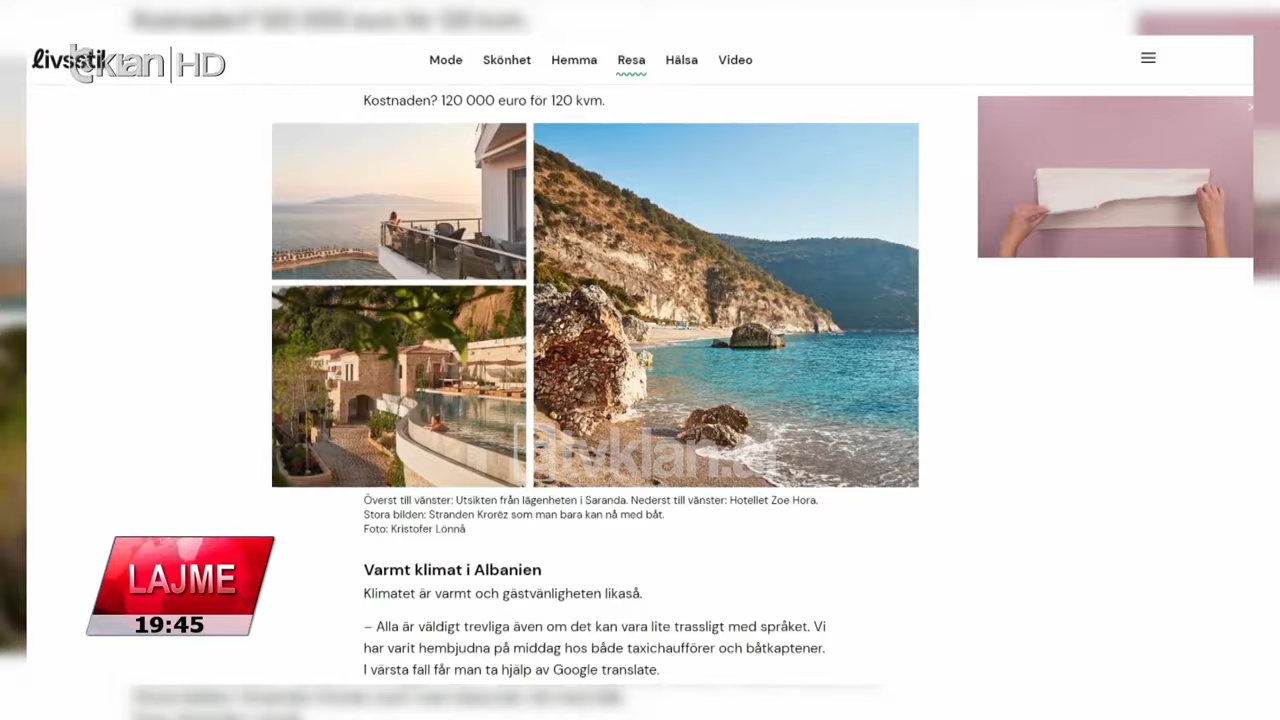 livsstil
tvklan HD
Mode Skönhet Hemma Resa Hälsa Video
Kostnaden? 120 000 euro för 120 kvm.
tvklan.al
Överst till vänster: Utsikten från lägenheten i Saranda. Nederst till vänster: Hotellet Zoe Hora.
Stora bilden: Stranden Krorëz som man bara kan nå med båt.
Foto: Kristofer Lönnå
Varmt klimat i Albanien
Klimatet är varmt och gästvänligheten likaså.
– Alla är väldigt trevliga även om det kan vara lite trassligt med språket. Vi
har varit hembjudna på middag hos både taxichaufförer och båtkaptener.
I värsta fall får man ta hjälp av Google translate.
LAJME
19:45